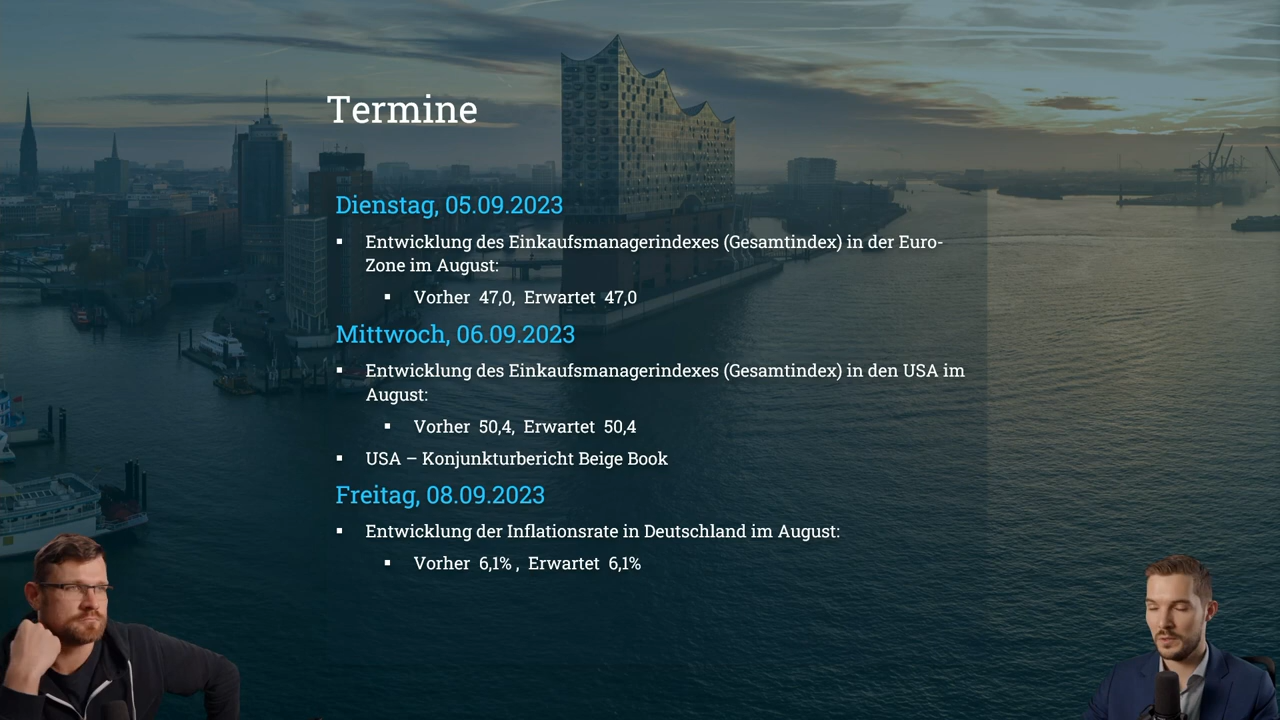 Termine
Dienstag, 05.09.2023
▪ Entwicklung des Einkaufsmanagerindexes (Gesamtindex) in der Euro-
Zone im August:
▪ Vorher 47,0, Erwartet 47,0
Mittwoch, 06.09.2023
▪ Entwicklung des Einkaufsmanagerindexes (Gesamtindex) in den USA im
August:
▪ Vorher 50,4, Erwartet 50,4
▪ USA – Konjunkturbericht Beige Book
Freitag, 08.09.2023
▪ Entwicklung der Inflationsrate in Deutschland im August:
▪ Vorher 6,1% , Erwartet 6,1%